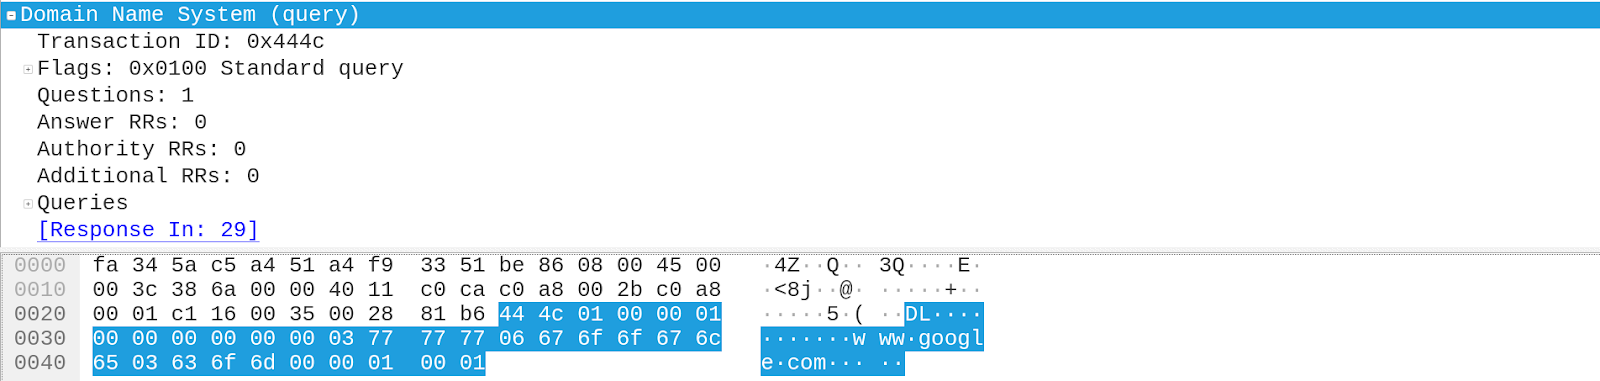 Domain Name System (query)
Transaction ID: 0x444c
Flags: 0x0100 Standard query
Questions: 1
Answer RRs: 0
Authority RRs: 0
Additional RRs: 0
Queries
[Response In: 29]
0000 fa 34 5a c5 a4 51 a4 f9 33 51 be 86 08 00 45 00 ·4Z··Q·· 3Q····E·
0010 00 3c 38 6a 00 00 40 11 c0 ca c0 a8 00 2b c0 a8 ·<8j··@· ·····+··
0020 00 01 c1 16 00 35 00 28 81 b6 44 4c 01 00 00 01 ·····5·( ··DL····
0030 00 00 00 00 00 00 03 77 77 77 06 67 6f 6f 67 6c ·······w ww·googl
0040 65 03 63 6f 6d 00 00 01 00 01 e·com··· ··